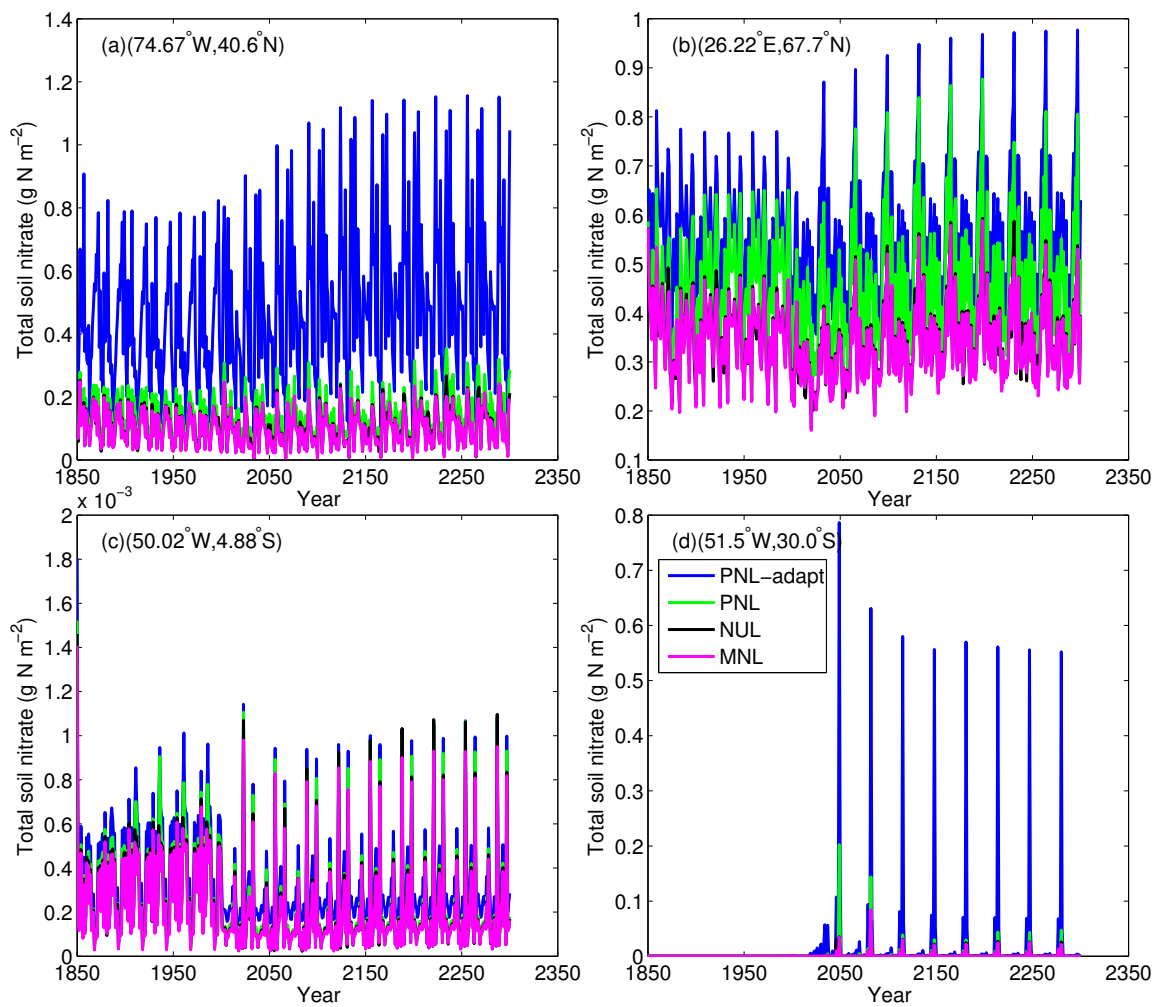 (a)(74.67°W,40.6°N)
Total soil nitrate (g N m⁻²)
1.4
1.2
1
0.8
0.6
0.4
0.2
0
1850 1950 2050 2150 2250 2350
Year
(b)(26.22°E,67.7°N)
Total soil nitrate (g N m⁻²)
1
0.9
0.8
0.7
0.6
0.5
0.4
0.3
0.2
0.1
1850 1950 2050 2150 2250 2350
Year
x 10⁻³
(c)(50.02°W,4.88°S)
Total soil nitrate (g N m⁻²)
2
1.8
1.6
1.4
1.2
1
0.8
0.6
0.4
0.2
0
1850 1950 2050 2150 2250 2350
Year
(d)(51.5°W,30.0°S)
Total soil nitrate (g N m⁻²)
0.8
0.7
0.6
0.5
0.4
0.3
0.2
0.1
0
PNL−adapt
PNL
NUL
MNL
1850 1950 2050 2150 2250 2350
Year